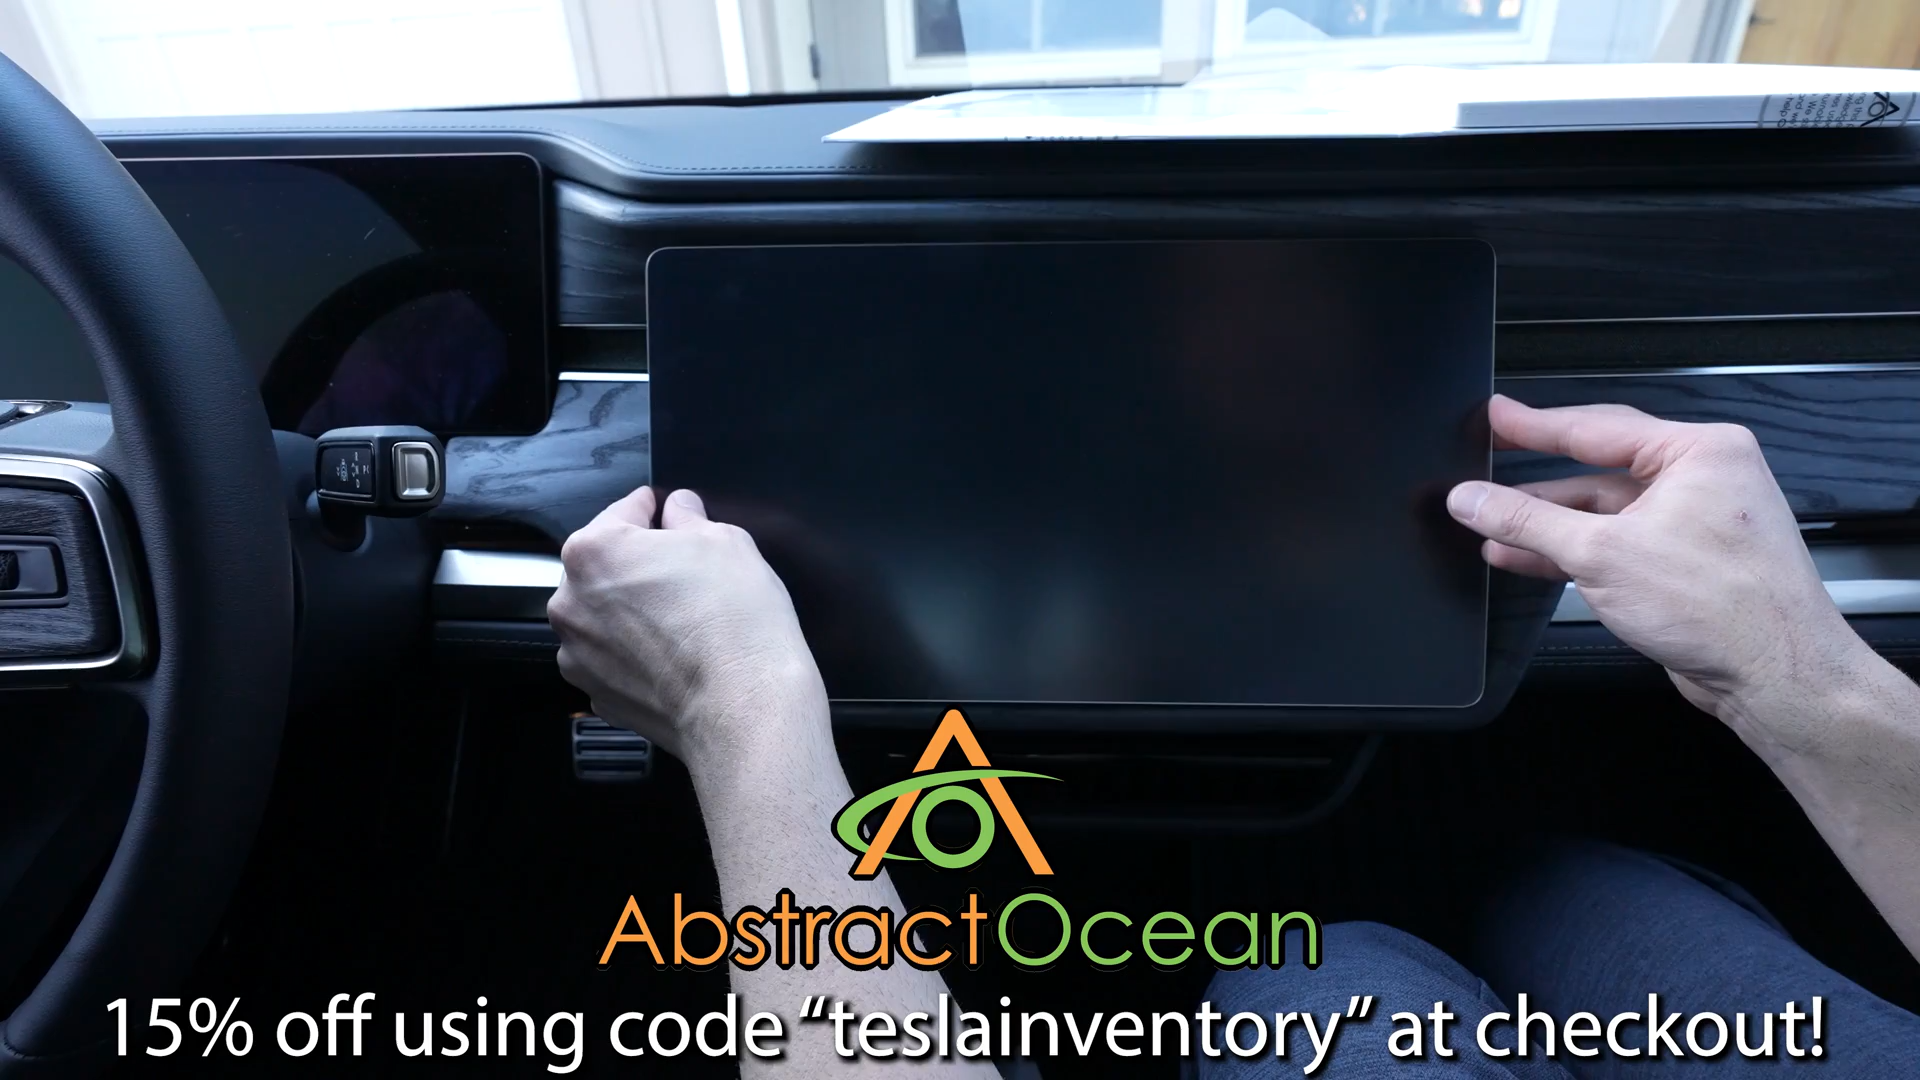 AbstractOcean
15% off using code “teslainventory” at checkout!